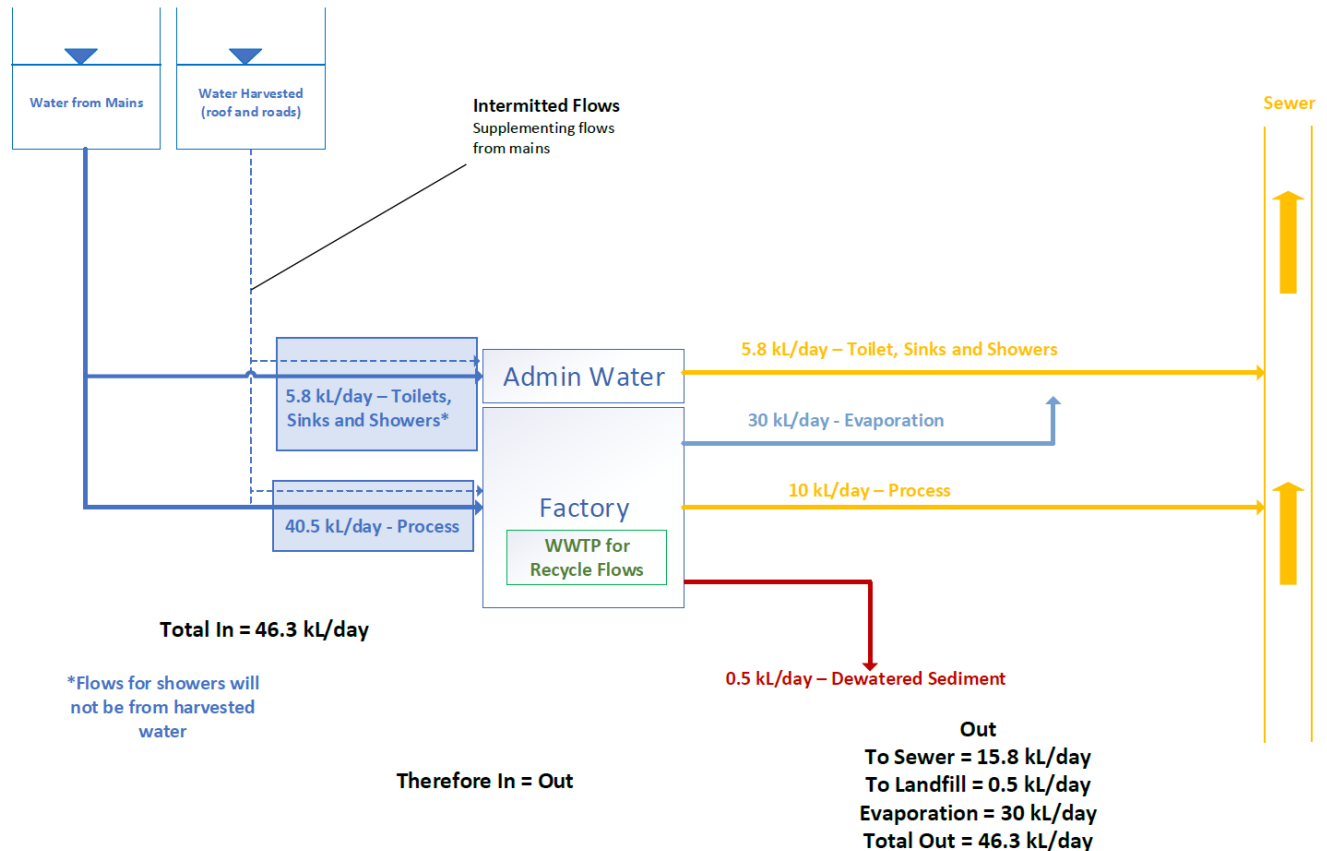 Water from Mains
Water Harvested
(roof and roads)
Intermitted Flows
Supplementing flows
from mains
Sewer
5.8 kL/day – Toilets,
Sinks and Showers*
Admin Water
5.8 kL/day – Toilet, Sinks and Showers
30 kL/day - Evaporation
40.5 kL/day - Process
Factory
WWTP for
Recycle Flows
10 kL/day – Process
0.5 kL/day – Dewatered Sediment
Total In = 46.3 kL/day
*Flows for showers will
not be from harvested
water
Therefore In = Out
Out
To Sewer = 15.8 kL/day
To Landfill = 0.5 kL/day
Evaporation = 30 kL/day
Total Out = 46.3 kL/day